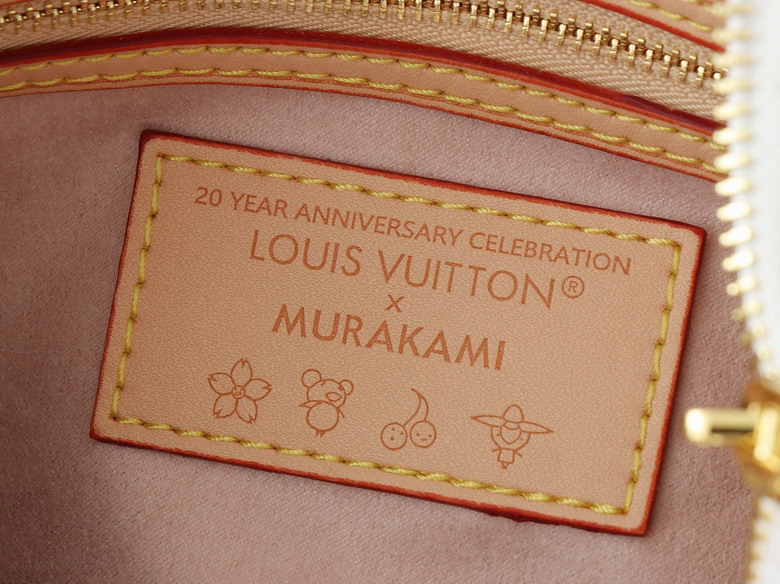 20 YEAR ANNIVERSARY CELEBRATION
LOUIS VUITTON®
x
MURAKAMI